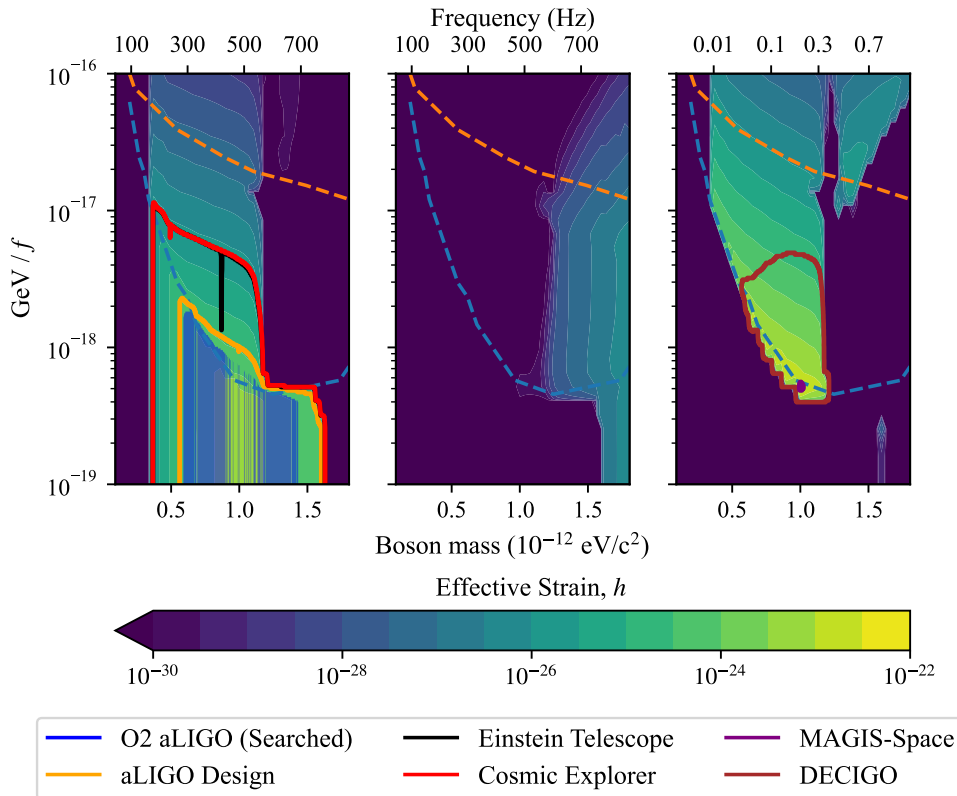 Frequency (Hz)
100 300 500 700
100 300 500 700
0.01 0.1 0.3 0.7
GeV / f
10⁻¹⁶
10⁻¹⁷
10⁻¹⁸
10⁻¹⁹
0.5 1.0 1.5
0.5 1.0 1.5
0.5 1.0 1.5
Boson mass (10⁻¹² eV/c²)
Effective Strain, h
10⁻³⁰ 10⁻²⁸ 10⁻²⁶ 10⁻²⁴ 10⁻²²
O2 aLIGO (Searched) Einstein Telescope MAGIS-Space
aLIGO Design Cosmic Explorer DECIGO